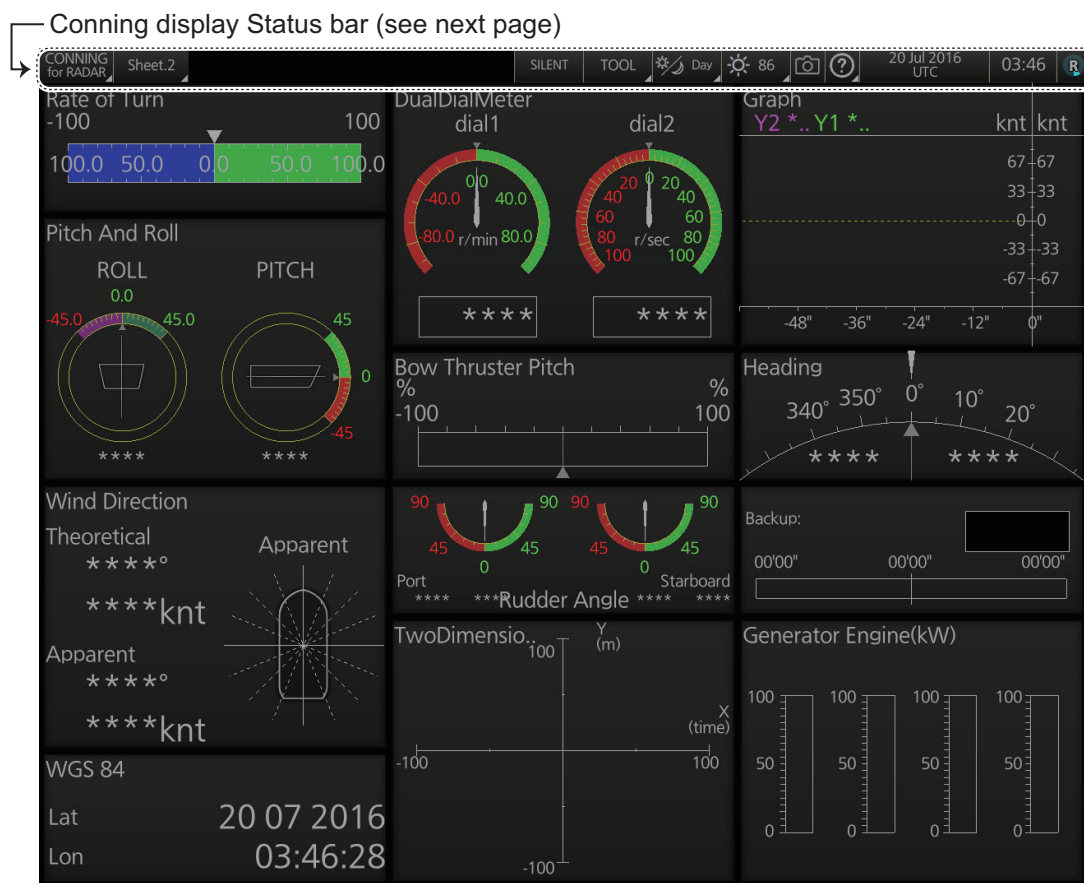 Conning display Status bar (see next page)
CONNING
for RADAR
Sheet.2
SILENT
TOOL
Day
86
?
20 Jul 2016
UTC
03:46
R
Rate of Turn
-100 100
100.0 50.0 0.0 50.0 100.0
Pitch And Roll
ROLL PITCH
0.0
-45.0 45.0
45
0
-45
**** ****
Wind Direction
Theoretical
****°
****knt
Apparent
Apparent
****°
****knt
WGS 84
Lat 20 07 2016
Lon 03:46:28
DualDialMeter
dial1 dial2
0.0
-40.0 40.0
-80.0 r/min 80.0
0
20 20
40 40
60 60
80 r/sec 80
100 100
**** ****
Bow Thruster Pitch
% %
-100 100
90 90 90 90
45 45 45 45
0 0
Port Starboard
**** **** Rudder Angle **** ****
TwoDimensio..
Y
(m)
100
X
(time)
-100 100
-100
Graph
Y2 *.. Y1 *.. knt knt
67 67
33 33
0 0
-33 -33
-67 -67
-48" -36" -24" -12" 0"
Heading
340° 350° 0° 10° 20°
**** ****
Backup:
00'00" 00'00" 00'00"
Generator Engine(kW)
100 100 100 100
50 50 50 50
0 0 0 0